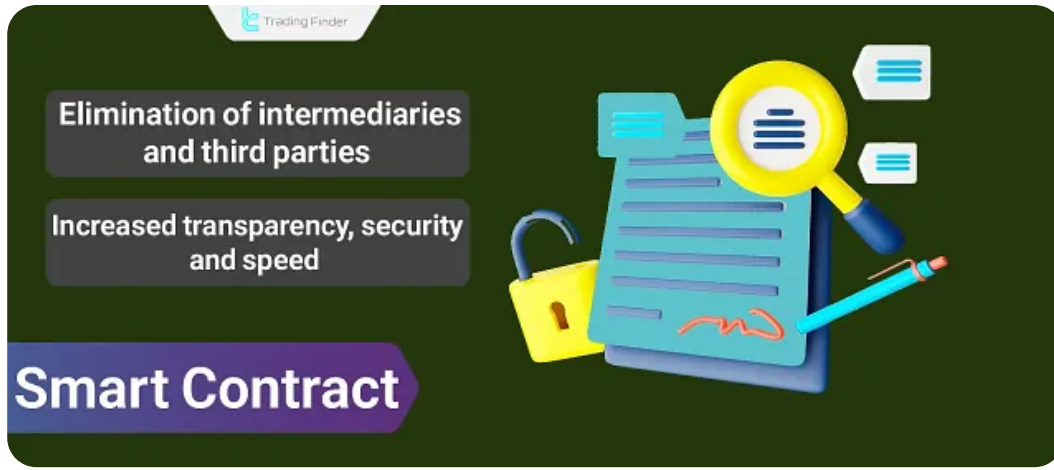 Trading Finder
Elimination of intermediaries
and third parties
Increased transparency, security
and speed
Smart Contract